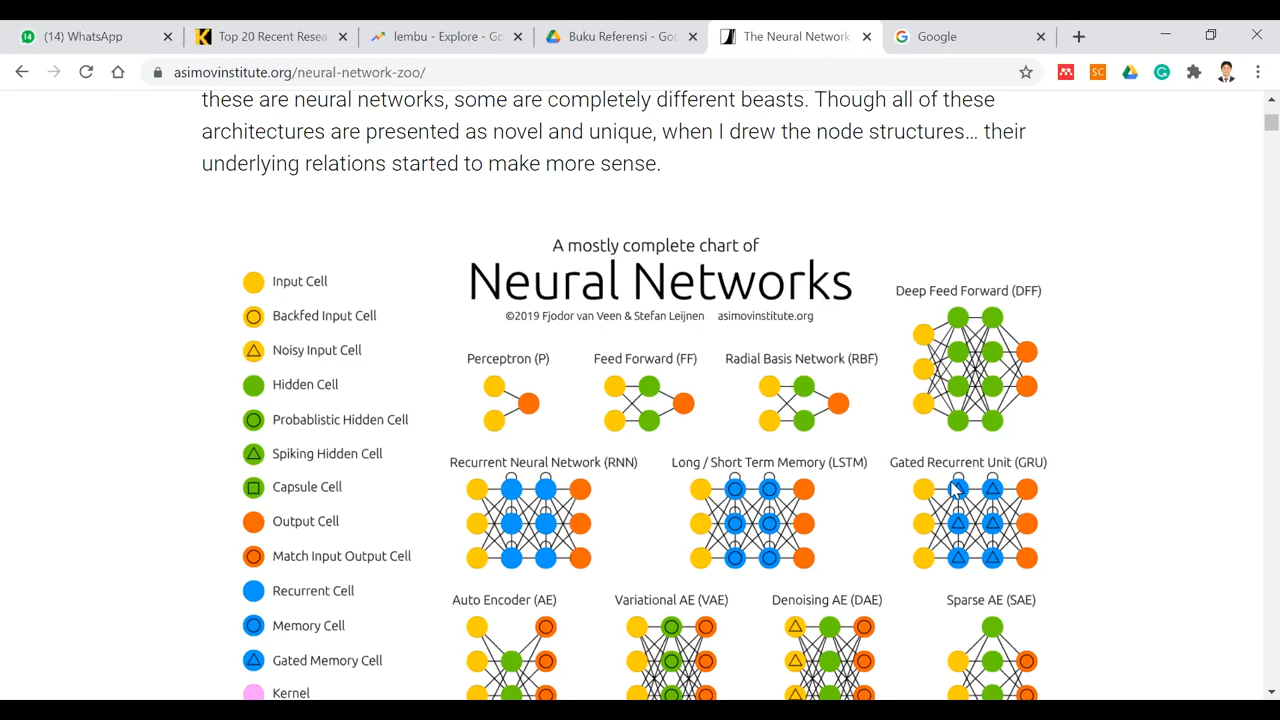 (14) WhatsApp
Top 20 Recent Resea
lembu - Explore - Go
Buku Referensi - Goo
The Neural Network
Google
asimovinstitute.org/neural-network-zoo/
these are neural networks, some are completely different beasts. Though all of these
architectures are presented as novel and unique, when I drew the node structures... their
underlying relations started to make more sense.
A mostly complete chart of
Neural Networks
©2019 Fjodor van Veen & Stefan Leijnen asimovinstitute.org
Input Cell
Backfed Input Cell
Noisy Input Cell
Hidden Cell
Probablistic Hidden Cell
Spiking Hidden Cell
Capsule Cell
Output Cell
Match Input Output Cell
Recurrent Cell
Memory Cell
Gated Memory Cell
Kernel
Deep Feed Forward (DFF)
Perceptron (P)
Feed Forward (FF)
Radial Basis Network (RBF)
Recurrent Neural Network (RNN)
Long / Short Term Memory (LSTM)
Gated Recurrent Unit (GRU)
Auto Encoder (AE)
Variational AE (VAE)
Denoising AE (DAE)
Sparse AE (SAE)